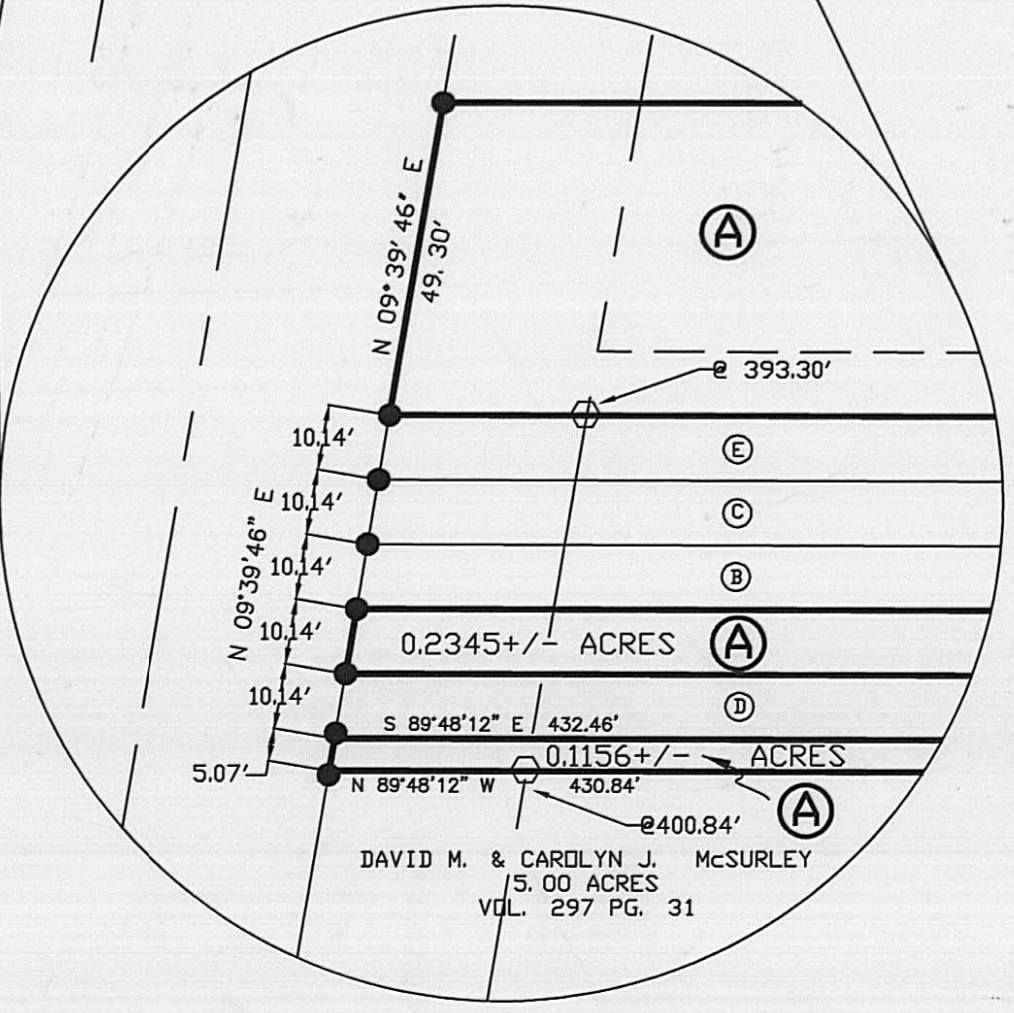 N 09°39'46" E
49. 30'
A
@ 393.30'
10.14'
E
10.14'
C
N 09°39'46" E
10.14'
B
10.14'
0.2345+/- ACRES
A
10.14'
D
S 89°48'12" E 432.46'
0.1156+/- ACRES
5.07'
N 89°48'12" W 430.84'
A
@400.84'
DAVID M. & CAROLYN J. McSURLEY
5. 00 ACRES
VOL. 297 PG. 31